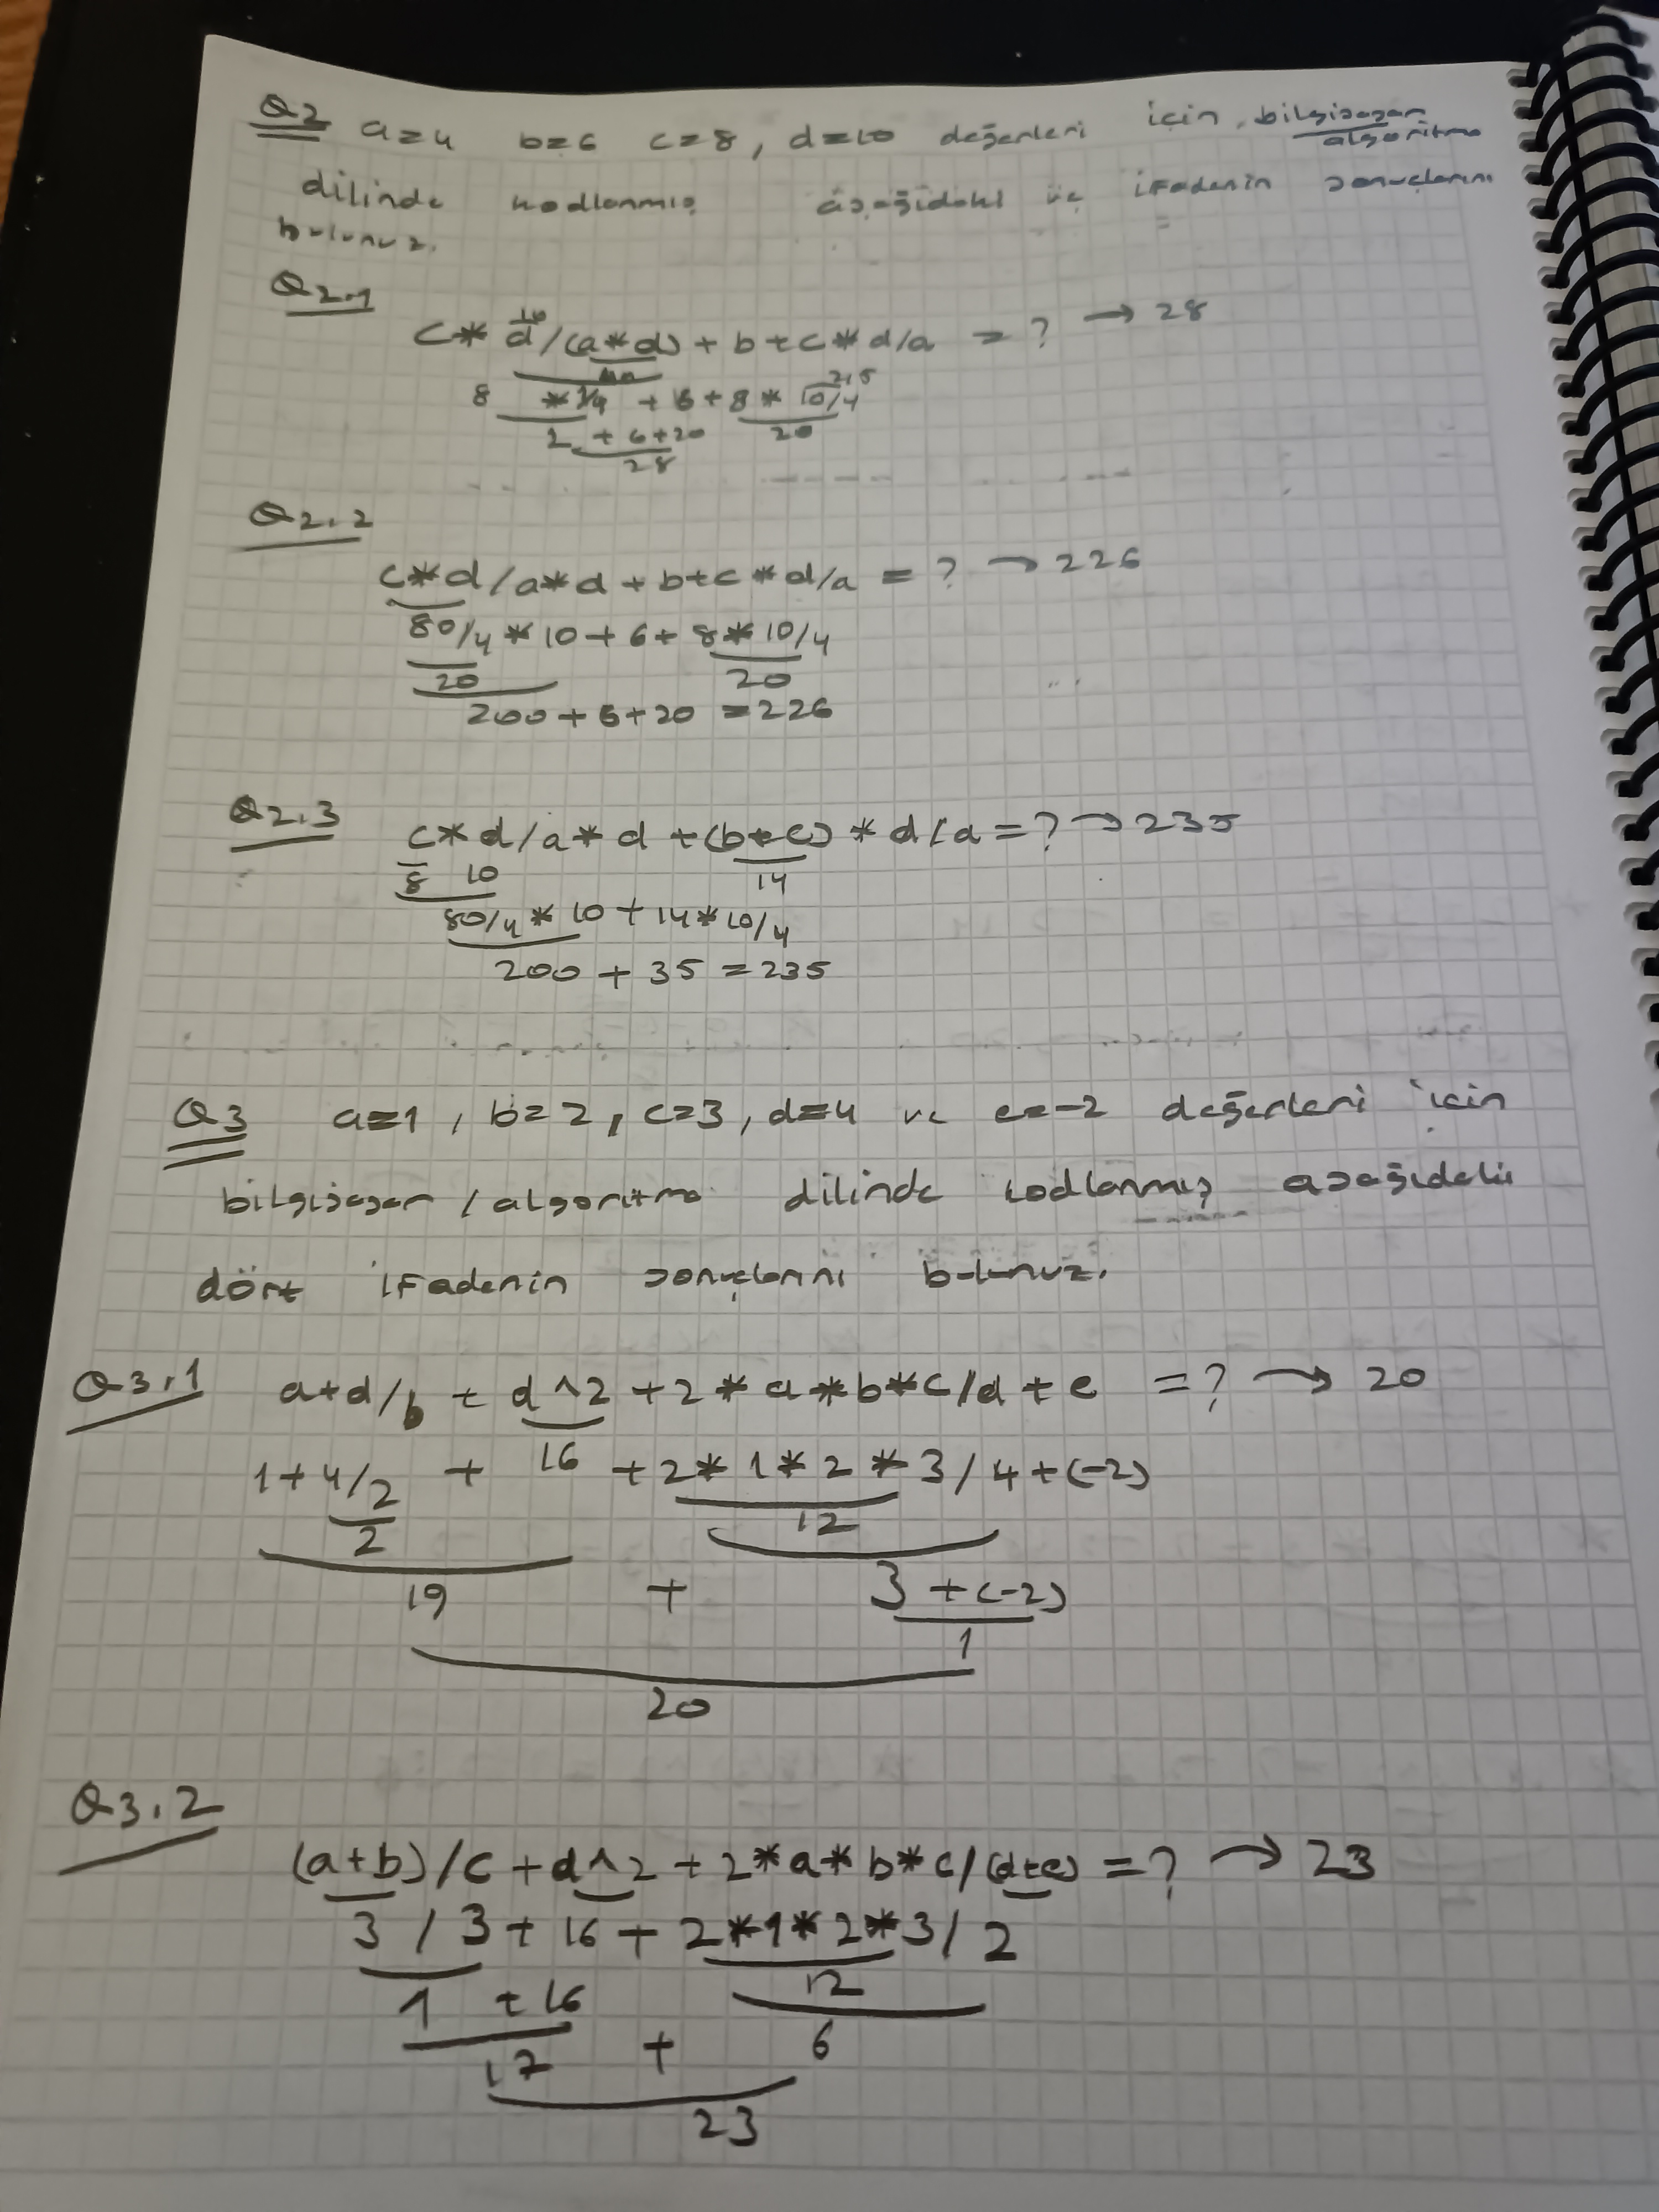 Q2 a=4 b=6 c=8, d=10 değerleri için, bilgisayar
algoritma
dilinde kodlanmış aşağıdaki üç ifadenin sonuçlarını
bulunuz.
Q2.1
c* d/(a*d) + b+c*d/a = ? → 28
10
40
2,5
8 *1/4 + 6+8* 10/4
2 + 6+20 20
28
Q2.2
c*d/a*d + b+c*d/a = ? → 226
80/4*10+6+ 8*10/4
20 20
200+6+20 =226
Q2.3 c*d/a*d +(b+c)*d/a=? → 235
8 10 14
80/4*10+14*10/4
200 + 35 =235
Q3 a=1, b=2, c=3, d=4 ve e=-2 değerleri için
bilgisayar/algoritma dilinde kodlanmış aşağıdaki
dört ifadenin sonuçlarını bulunuz.
Q3.1 a+d/b + d^2+2*a*b*c/d+e =? → 20
1+4/2 + 16 +2*1*2*3/4+(-2)
2 12
19 + 3+(-2)
1
20
Q3.2
(a+b)/c+d^2+2*a*b*c/(d+e)=? → 23
3/3+16+2*1*2*3/2
1 +16 12
17 + 6
23